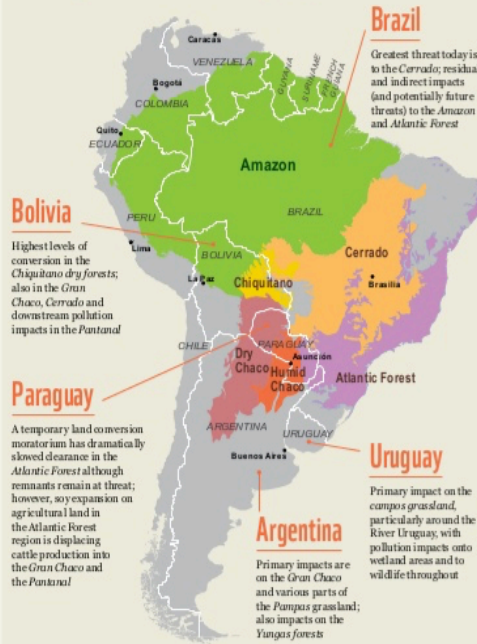 Brazil
Greatest threat today is
to the Cerrado; residual
and indirect impacts
(and potentially future
threats) to the Amazon
and Atlantic Forest
Caracas
VENEZUELA
GUYANA
SURINAME
FRENCH
GUIANA
Bogotá
COLOMBIA
Quito
ECUADOR
Amazon
PERU
BRAZIL
Lima
BOLIVIA
La Paz
Cerrado
Brasilia
Chiquitano
CHILE
PARAGUAY
Dry
Chaco
Asunción
Humid
Chaco
Atlantic Forest
ARGENTINA
URUGUAY
Buenos Aires
Bolivia
Highest levels of
conversion in the
Chiquitano dry forests;
also in the Gran
Chaco, Cerrado and
downstream pollution
impacts in the Pantanal
Paraguay
A temporary land conversion
moratorium has dramatically
slowed clearance in the
Atlantic Forest although
remnants remain at threat;
however, soy expansion on
agricultural land in
the Atlantic Forest
region is displacing
cattle production into
the Gran Chaco and
the Pantanal
Argentina
Primary impacts are
on the Gran Chaco
and various parts of
the Pampas grassland;
also impacts on the
Yungas forests
Uruguay
Primary impact on the
campos grassland,
particularly around the
River Uruguay, with
pollution impacts onto
wetland areas and to
wildlife throughout